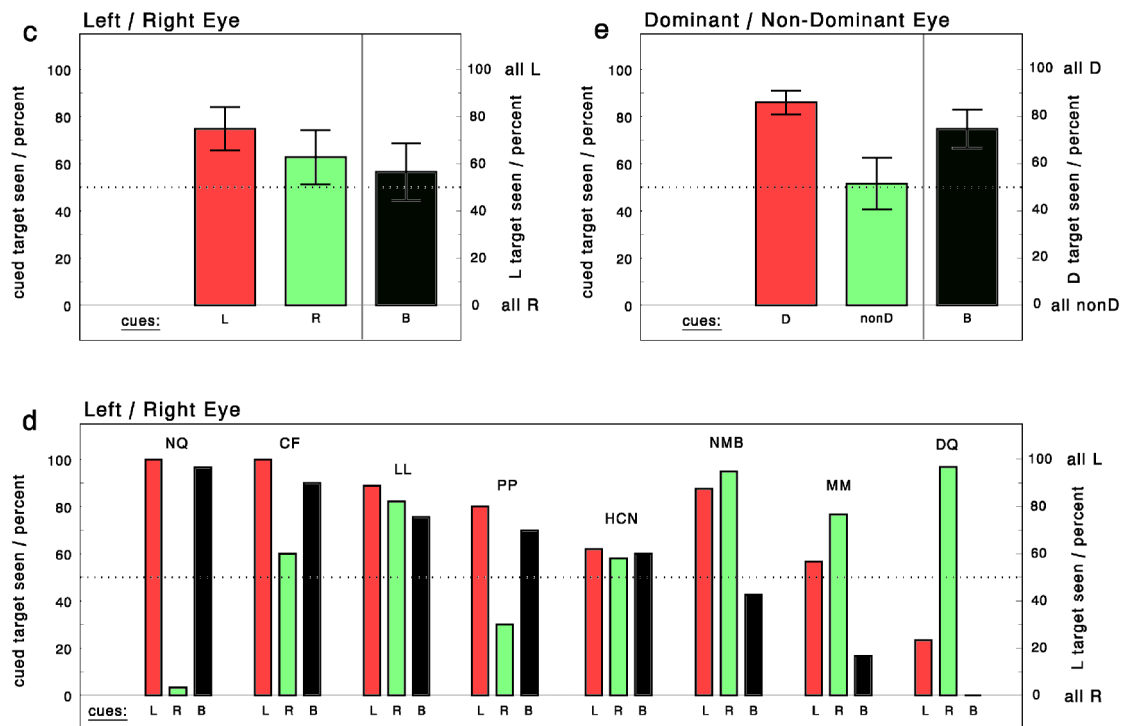 c
Left / Right Eye
cued target seen / percent
100
80
60
40
20
0
100
80
60
40
20
0
all L
L target seen / percent
all R
cues:
L
R
B
e
Dominant / Non-Dominant Eye
cued target seen / percent
100
80
60
40
20
0
100
80
60
40
20
0
all D
D target seen / percent
all nonD
cues:
D
nonD
B
d
Left / Right Eye
cued target seen / percent
100
80
60
40
20
0
NQ
CF
LL
PP
HCN
NMB
MM
DQ
100
80
60
40
20
0
all L
L target seen / percent
all R
cues:
L R B L R B L R B L R B L R B L R B L R B L R B